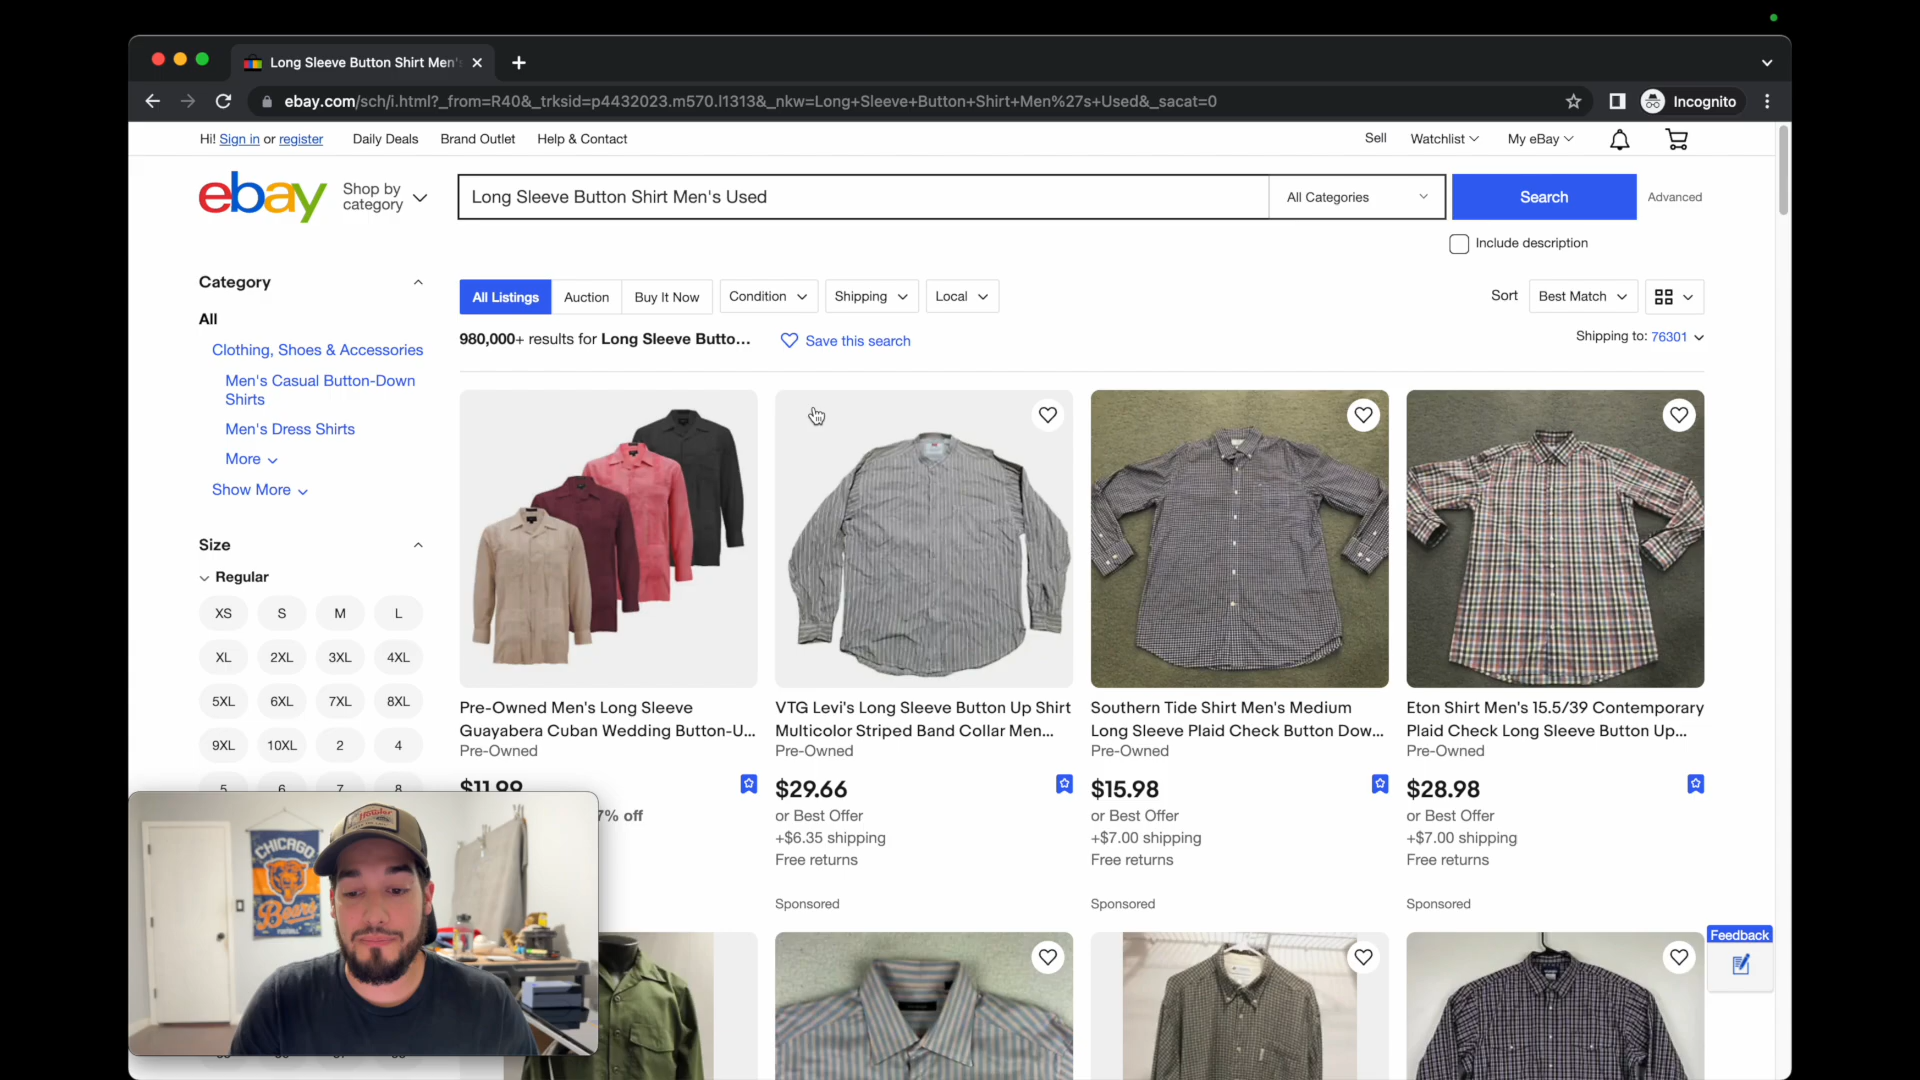 Long Sleeve Button Shirt Men's
ebay.com/sch/i.html?_from=R40&_trksid=p4432023.m570.l1313&_nkw=Long+Sleeve+Button+Shirt+Men%27s+Used&_sacat=0
Incognito
Hi! Sign in or register
Daily Deals
Brand Outlet
Help & Contact
Sell
Watchlist
My eBay
ebay
Shop by
category
Long Sleeve Button Shirt Men's Used
All Categories
Search
Advanced
Include description
Category
All
Clothing, Shoes & Accessories
Men's Casual Button-Down
Shirts
Men's Dress Shirts
More
Show More
Size
Regular
XS S M L
XL 2XL 3XL 4XL
5XL 6XL 7XL 8XL
9XL 10XL 2 4
5 6 7 8
All Listings
Auction
Buy It Now
Condition
Shipping
Local
Sort
Best Match
980,000+ results for Long Sleeve Butto...
Save this search
Shipping to: 76301
Pre-Owned Men's Long Sleeve
Guayabera Cuban Wedding Button-U...
Pre-Owned
$11.99
7% off
VTG Levi's Long Sleeve Button Up Shirt
Multicolor Striped Band Collar Men...
Pre-Owned
$29.66
or Best Offer
+$6.35 shipping
Free returns
Sponsored
Southern Tide Shirt Men's Medium
Long Sleeve Plaid Check Button Dow...
Pre-Owned
$15.98
or Best Offer
+$7.00 shipping
Free returns
Sponsored
Eton Shirt Men's 15.5/39 Contemporary
Plaid Check Long Sleeve Button Up...
Pre-Owned
$28.98
or Best Offer
+$7.00 shipping
Free returns
Sponsored
Feedback
CHICAGO
Bears